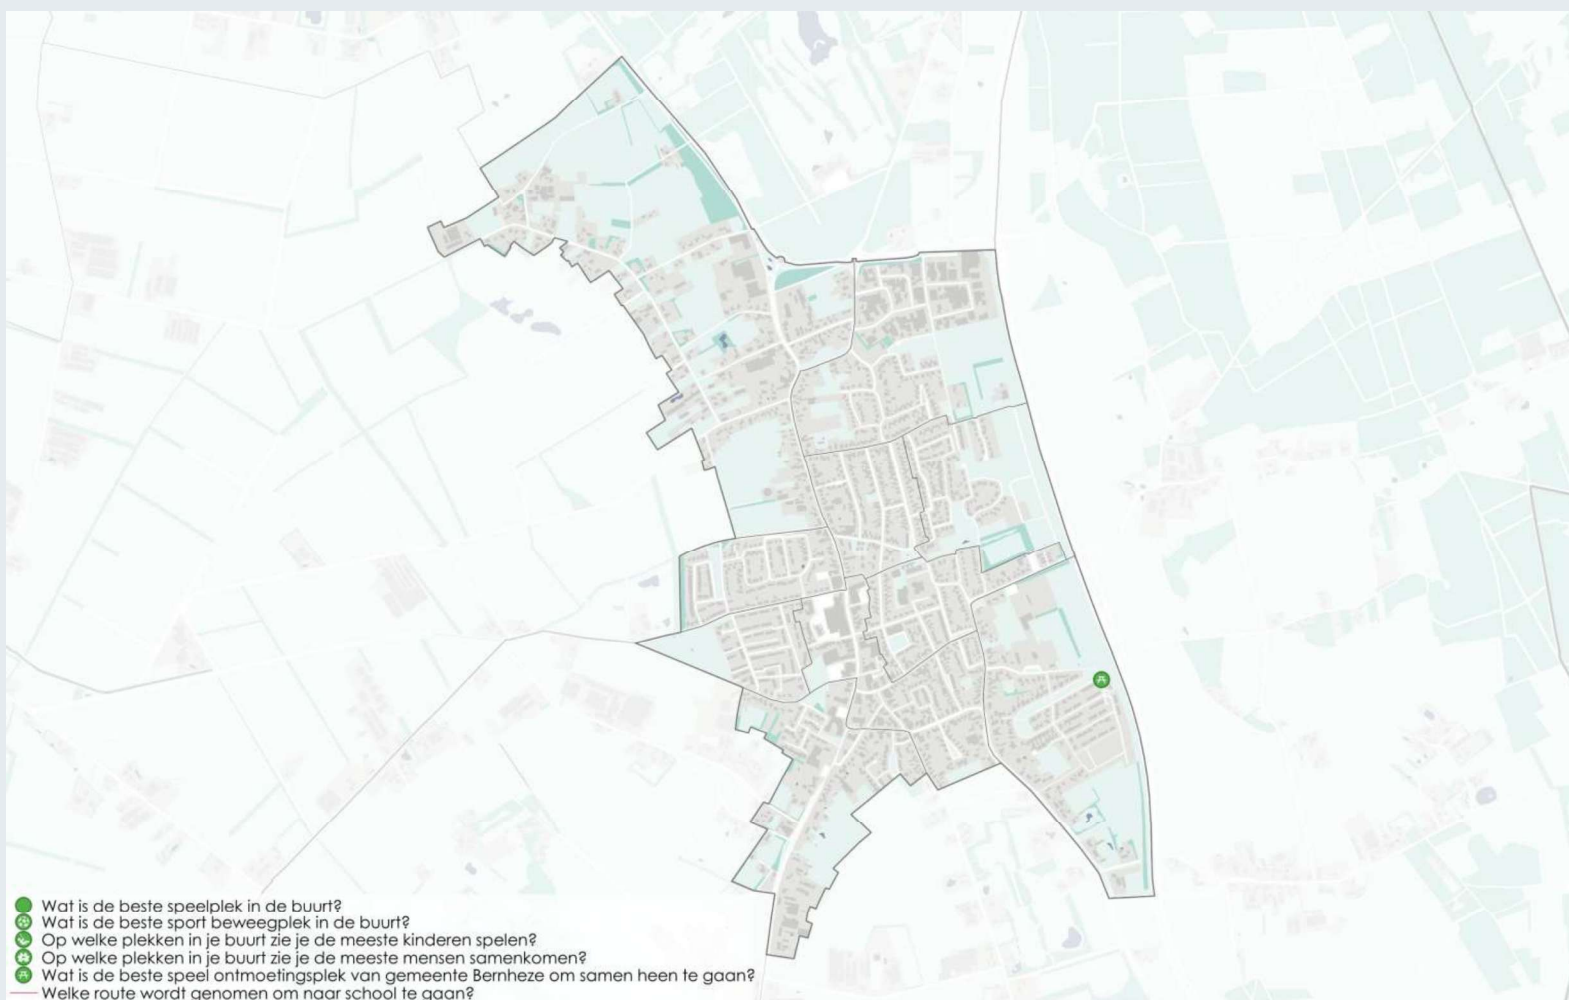 Wat is de beste speelplek in de buurt?
Wat is de beste sport beweegplek in de buurt?
Op welke plekken in je buurt zie je de meeste kinderen spelen?
Op welke plekken in je buurt zie je de meeste mensen samenkomen?
Wat is de beste speel ontmoetingsplek van gemeente Bernheze om samen heen te gaan?
Welke route wordt genomen om naar school te gaan?